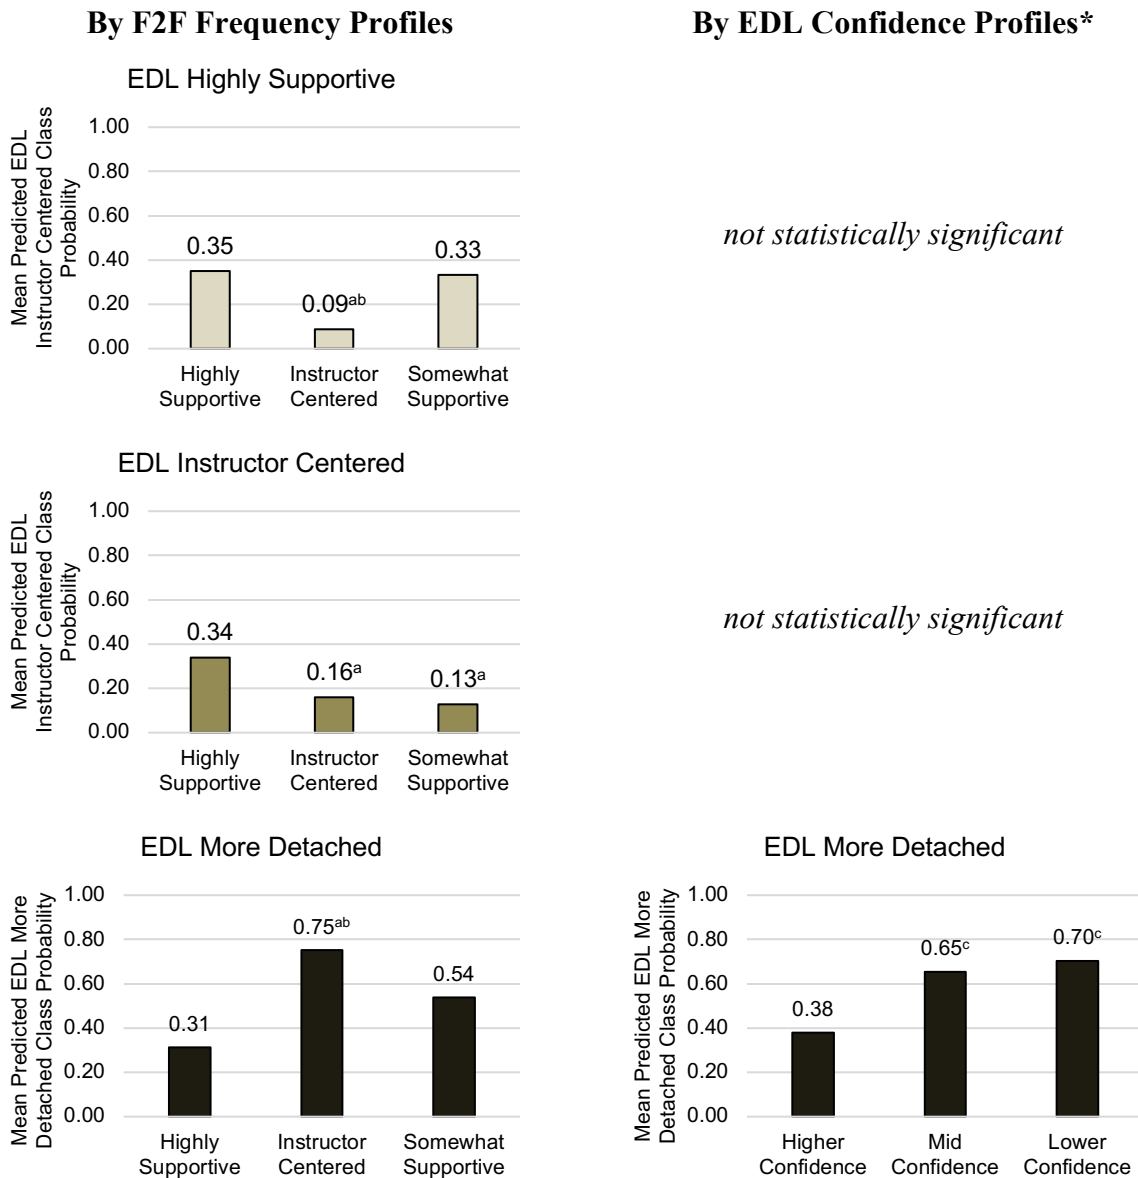 By F2F Frequency Profiles
By EDL Confidence Profiles*
EDL Highly Supportive
Mean Predicted EDL
Instructor Centered Class
Probability
1.00
0.80
0.60
0.40
0.20
0.00
0.35
0.09ab
0.33
Highly
Supportive
Instructor
Centered
Somewhat
Supportive
not statistically significant
EDL Instructor Centered
Mean Predicted EDL
Instructor Centered Class
Probability
1.00
0.80
0.60
0.40
0.20
0.00
0.34
0.16a
0.13a
Highly
Supportive
Instructor
Centered
Somewhat
Supportive
not statistically significant
EDL More Detached
Mean Predicted EDL More
Detached Class Probability
1.00
0.80
0.60
0.40
0.20
0.00
0.31
0.75ab
0.54
Highly
Supportive
Instructor
Centered
Somewhat
Supportive
EDL More Detached
Mean Predicted EDL More
Detached Class Probability
1.00
0.80
0.60
0.40
0.20
0.00
0.38
0.65c
0.70c
Higher
Confidence
Mid
Confidence
Lower
Confidence